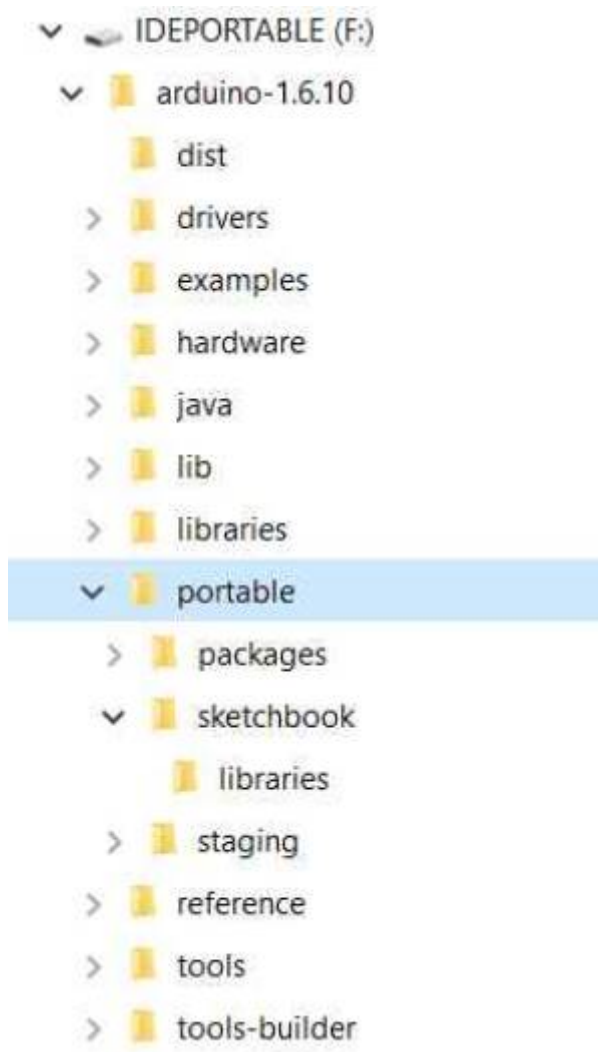 IDEPORTABLE (F:)
arduino-1.6.10
dist
drivers
examples
hardware
java
lib
libraries
portable
packages
sketchbook
libraries
staging
reference
tools
tools-builder